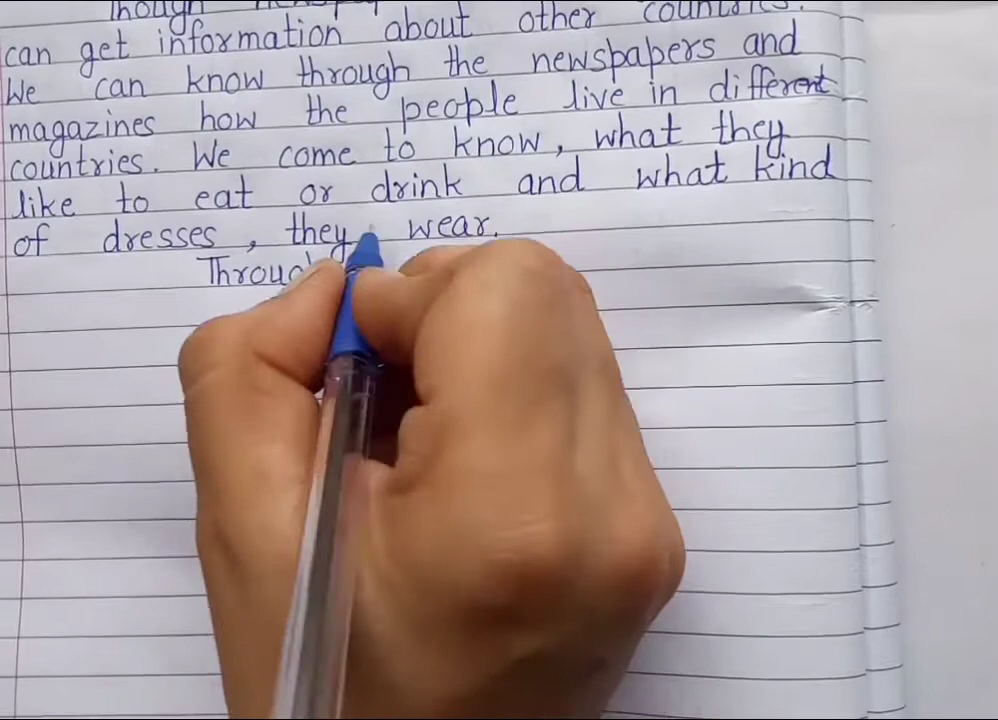 can get information about other countries.
We can know through the newspapers and
magazines how the people live in different
countries. We come to know, what they
like to eat or drink and what kind
of dresses, they wear.